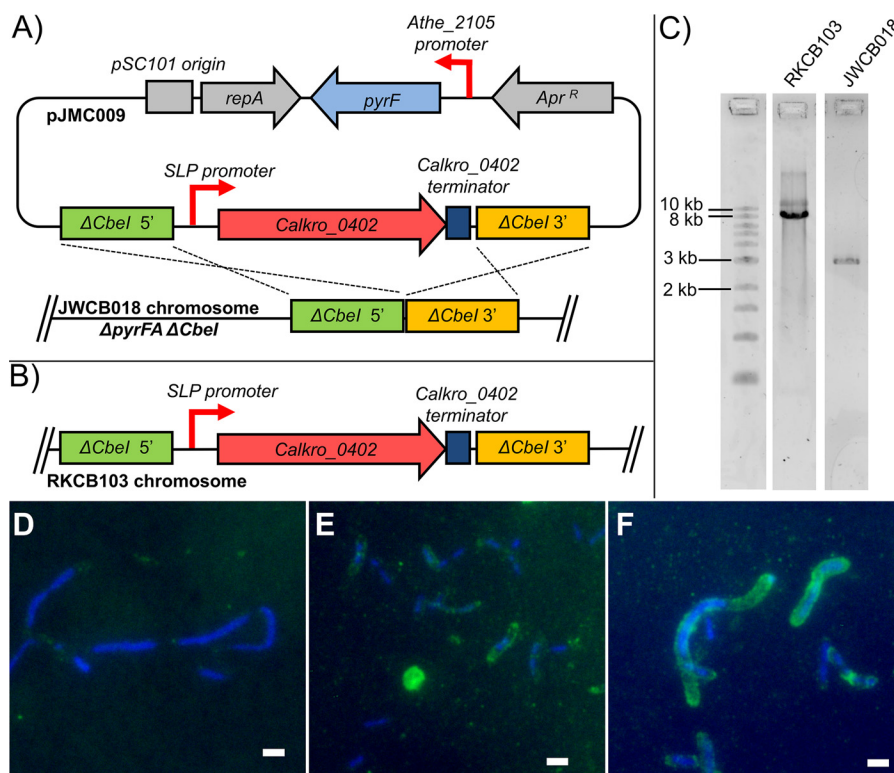 A)
Athe_2105
promoter
pSC101 origin
repA
pyrF
Apr R
pJMC009
SLP promoter
Calkro_0402
terminator
ΔCbeI 5’
Calkro_0402
ΔCbeI 3’
JWCB018 chromosome
ΔpyrFA ΔCbeI
ΔCbeI 5’
ΔCbeI 3’
B)
SLP promoter
Calkro_0402
terminator
ΔCbeI 5’
Calkro_0402
ΔCbeI 3’
RKCB103 chromosome
C)
RKCB103
JWCB018
10 kb
8 kb
3 kb
2 kb
D
E
F